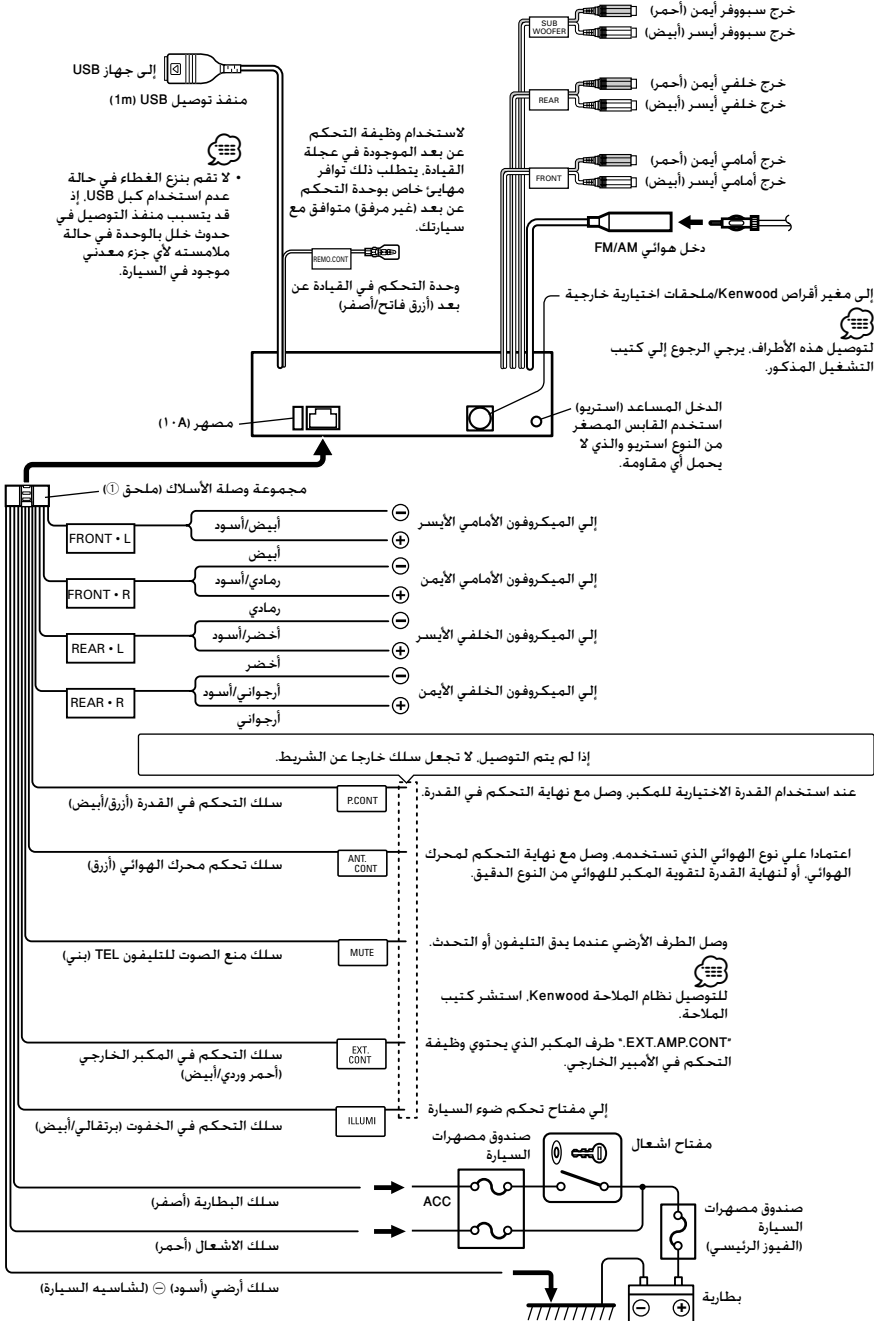 خرج سبووفر أيمن (أحمر)
خرج سبووفر أيسر (أبيض)
SUB
WOOFER
خرج خلفي أيمن (أحمر)
خرج خلفي أيسر (أبيض)
REAR
خرج أمامي أيمن (أحمر)
خرج أمامي أيسر (أبيض)
FRONT
دخل هوائي FM/AM
إلى جهاز USB
منفذ توصيل USB (1m)
• لا تقم بنزع الغطاء في حالة
عدم استخدام كبل USB، إذ
قد يتسبب منفذ التوصيل في
حدوث خلل بالوحدة في حالة
ملامسته لأي جزء معدني
موجود في السيارة.
لاستخدام وظيفة التحكم
عن بعد الموجودة في عجلة
القيادة، يتطلب ذلك توافر
مهايئ خاص بوحدة التحكم
عن بعد (غير مرفق) متوافق مع
سيارتك.
REMO.CONT
وحدة التحكم في القيادة عن
بعد (أزرق فاتح/أصفر)
إلى مغير أقراص Kenwood/ملحقات اختيارية خارجية
لتوصيل هذه الأطراف، يرجي الرجوع إلي كتيب
التشغيل المذكور.
الدخل المساعد (استريو)
استخدم القابس المصغر
من النوع استريو والذي لا
يحمل أي مقاومة.
مصهر (١٠A)
مجموعة وصلة الأسلاك (ملحق ①)
إلي الميكروفون الأمامي الأيسر
⊖
أبيض/أسود
⊕
أبيض
FRONT • L
إلي الميكروفون الأمامي الأيمن
⊖
رمادي/أسود
⊕
رمادي
FRONT • R
إلي الميكروفون الخلفي الأيسر
⊖
أخضر/أسود
⊕
أخضر
REAR • L
إلي الميكروفون الخلفي الأيمن
⊖
أرجواني/أسود
⊕
أرجواني
REAR • R
إذا لم يتم التوصيل، لا تجعل سلك خارجا عن الشريط.
عند استخدام القدرة الاختيارية للمكبر، وصل مع نهاية التحكم في القدرة.
P.CONT
سلك التحكم في القدرة (أزرق/أبيض)
اعتمادا علي نوع الهوائي الذي تستخدمه، وصل مع نهاية التحكم لمحرك
الهوائي، أو لنهاية القدرة لتقوية المكبر للهوائي من النوع الدقيق.
ANT.
CONT
سلك تحكم محرك الهوائي (أزرق)
وصل الطرف الأرضي عندما يدق التليفون أو التحدث.
للتوصيل نظام الملاحة Kenwood، استشر كتيب
الملاحة.
MUTE
سلك منع الصوت للتليفون TEL (بني)
"EXT.AMP.CONT." طرف المكبر الذي يحتوي وظيفة
التحكم في الأمبير الخارجي.
EXT.
CONT
سلك التحكم في المكبر الخارجي
(أحمر وردي/أبيض)
إلي مفتاح تحكم ضوء السيارة
ILLUMI
سلك التحكم في الخفوت (برتقالي/أبيض)
مفتاح اشعال
صندوق مصهرات
السيارة
ACC
سلك البطارية (أصفر)
سلك الاشعال (أحمر)
صندوق مصهرات
السيارة
(الفيوز الرئيسي)
سلك أرضي (أسود) ⊖ (لشاسيه السيارة)
بطارية
⊖ ⊕